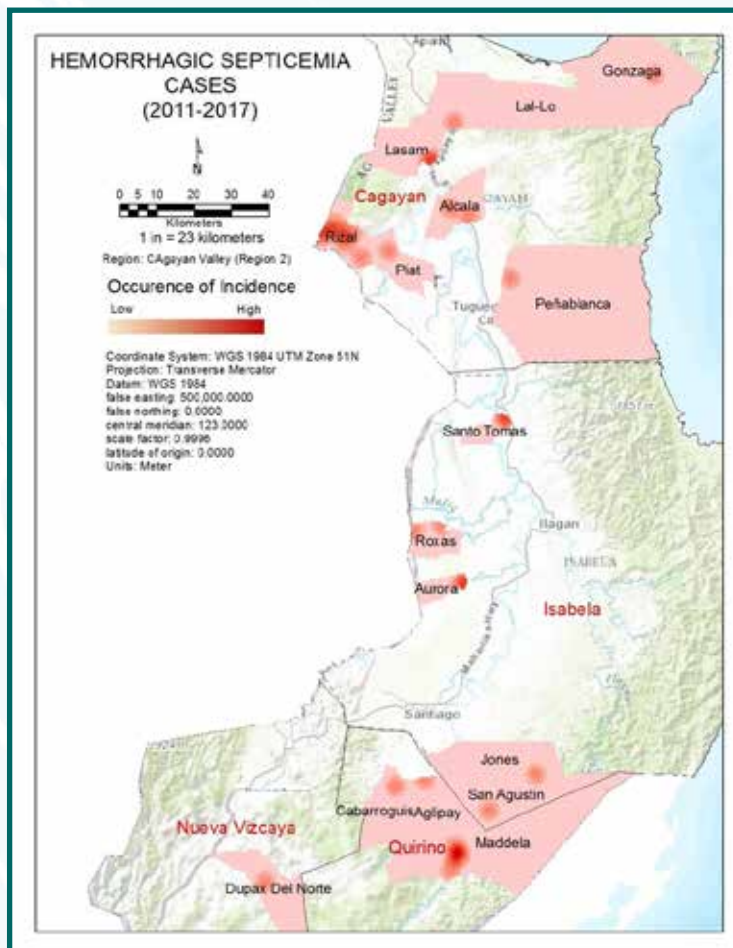 HEMORRHAGIC SEPTICEMIA
CASES
(2011-2017)
N
0 5 10 20 30 40
Kilometers
1 in = 23 kilometers
Region: CAgayan Valley (Region 2)
Occurence of Incidence
Low High
Coordinate System: WGS 1984 UTM Zone 51N
Projection: Transverse Mercator
Datum: WGS 1984
false easting: 500,000.0000
false northing: 0.0000
central meridian: 123.0000
scale factor: 0.9996
latitude of origin: 0.0000
Units: Meter
VALLEY
Gonzaga
Lal-Lo
Lasam
Cagayan
Alcala
Rizal
Piat
Peñablanca
Santo Tomas
Ilagan
Roxas
ISABELA
Aurora
Isabela
Santiago
Jones
San Agustin
Cabarroguis Aglipay
Nueva Vizcaya
Quirino
Maddela
Dupax Del Norte